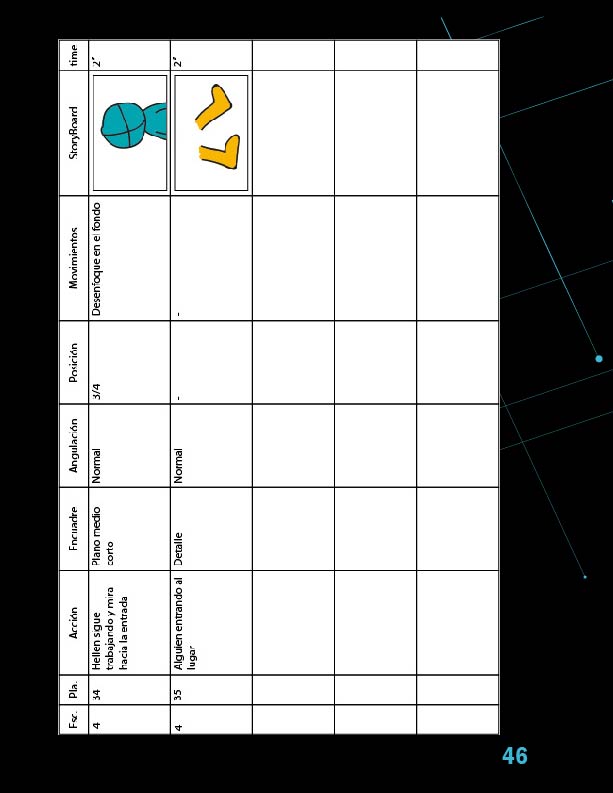 Esc.
Pla.
Acción
Encuadre
Angulación
Posición
Movimientos
StoryBoard
time
4
34
Hellen sigue
trabajando y mira
hacia la entrada
Plano medio
corto
Normal
3/4
Desenfoque en el fondo
2"
4
35
Alguien entrando al
lugar
Detalle
Normal
-
-
2"
46